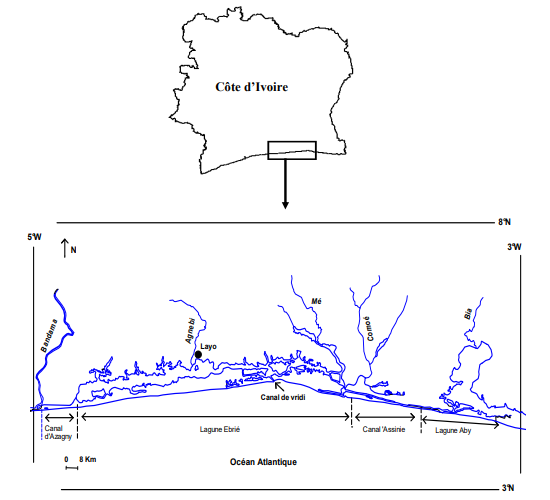 Côte d'Ivoire
8°N
5°W
3°W
N
Bandama
Agnebi
Layo
Mé
Comoé
Bia
Canal de vridi
Canal
d'Azagny
Lagune Ebrié
Canal 'Assinie
Lagune Aby
0 8 Km
Océan Atlantique
3°N